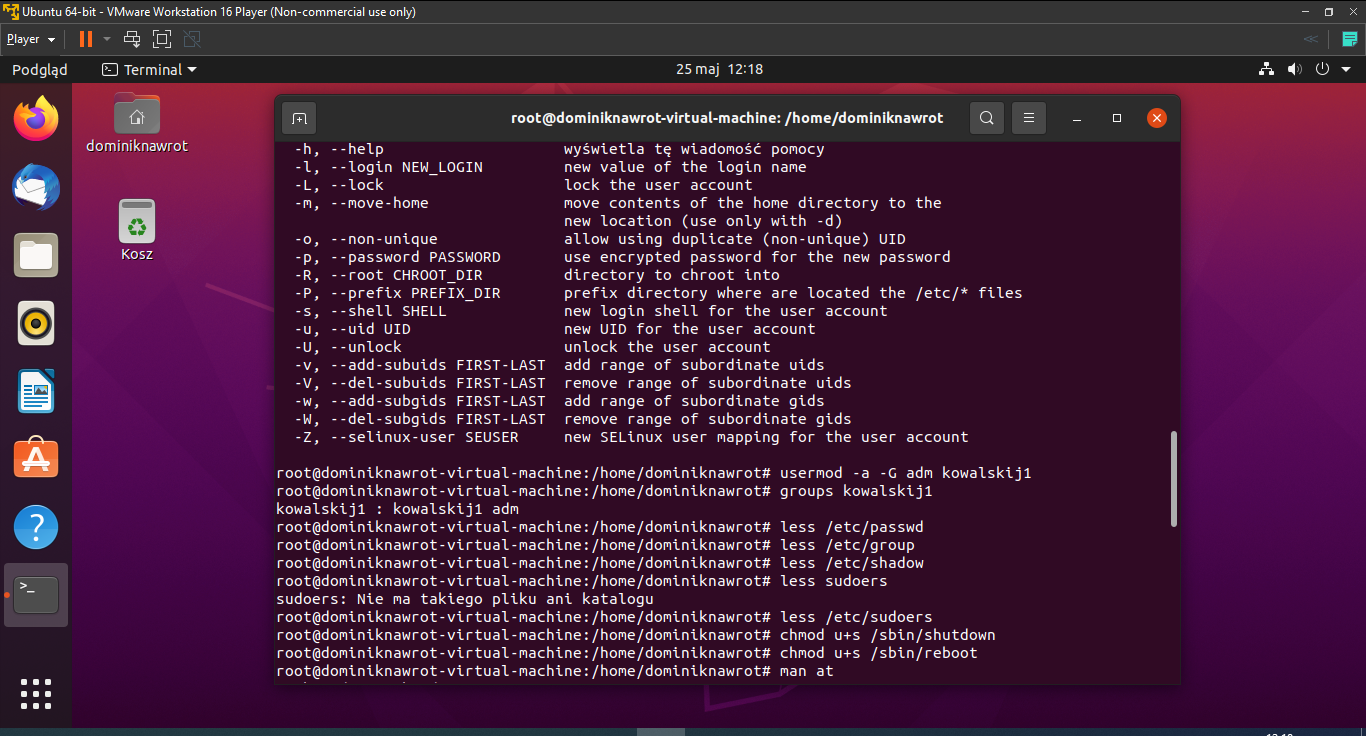 Ubuntu 64-bit - VMware Workstation 16 Player (Non-commercial use only)
Player
Podgląd
Terminal
25 maj 12:18
dominiknawrot
Kosz
root@dominiknawrot-virtual-machine: /home/dominiknawrot
-h, --help wyświetla tę wiadomość pomocy
-l, --login NEW_LOGIN new value of the login name
-L, --lock lock the user account
-m, --move-home move contents of the home directory to the
new location (use only with -d)
-o, --non-unique allow using duplicate (non-unique) UID
-p, --password PASSWORD use encrypted password for the new password
-R, --root CHROOT_DIR directory to chroot into
-P, --prefix PREFIX_DIR prefix directory where are located the /etc/* files
-s, --shell SHELL new login shell for the user account
-u, --uid UID new UID for the user account
-U, --unlock unlock the user account
-v, --add-subuids FIRST-LAST add range of subordinate uids
-V, --del-subuids FIRST-LAST remove range of subordinate uids
-w, --add-subgids FIRST-LAST add range of subordinate gids
-W, --del-subgids FIRST-LAST remove range of subordinate gids
-Z, --selinux-user SEUSER new SELinux user mapping for the user account
root@dominiknawrot-virtual-machine:/home/dominiknawrot# usermod -a -G adm kowalskij1
root@dominiknawrot-virtual-machine:/home/dominiknawrot# groups kowalskij1
kowalskij1 : kowalskij1 adm
root@dominiknawrot-virtual-machine:/home/dominiknawrot# less /etc/passwd
root@dominiknawrot-virtual-machine:/home/dominiknawrot# less /etc/group
root@dominiknawrot-virtual-machine:/home/dominiknawrot# less /etc/shadow
root@dominiknawrot-virtual-machine:/home/dominiknawrot# less sudoers
sudoers: Nie ma takiego pliku ani katalogu
root@dominiknawrot-virtual-machine:/home/dominiknawrot# less /etc/sudoers
root@dominiknawrot-virtual-machine:/home/dominiknawrot# chmod u+s /sbin/shutdown
root@dominiknawrot-virtual-machine:/home/dominiknawrot# chmod u+s /sbin/reboot
root@dominiknawrot-virtual-machine:/home/dominiknawrot# man at